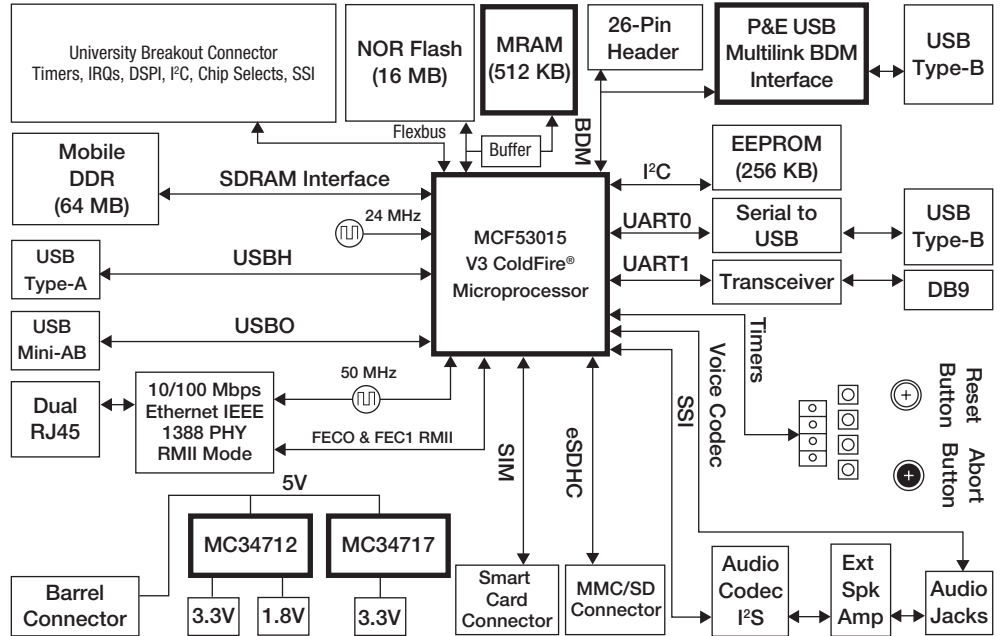 University Breakout Connector
Timers, IRQs, DSPI, I²C, Chip Selects, SSI
NOR Flash
(16 MB)
MRAM
(512 KB)
26-Pin
Header
P&E USB
Multilink BDM
Interface
USB
Type-B
Flexbus
Buffer
BDM
Mobile
DDR
(64 MB)
SDRAM Interface
I²C
EEPROM
(256 KB)
24 MHz
MCF53015
V3 ColdFire®
Microprocessor
UART0
Serial to
USB
USB
Type-B
USB
Type-A
USBH
UART1
Transceiver
DB9
USB
Mini-AB
USBO
Timers
Voice Codec
SSI
Reset
Button
Abort
Button
Dual
RJ45
10/100 Mbps
Ethernet IEEE
1388 PHY
RMII Mode
50 MHz
FECO & FEC1 RMII
SIM
eSDHC
5V
MC34712
MC34717
Barrel
Connector
3.3V
1.8V
3.3V
Smart
Card
Connector
MMC/SD
Connector
Audio
Codec
I²S
Ext
Spk
Amp
Audio
Jacks